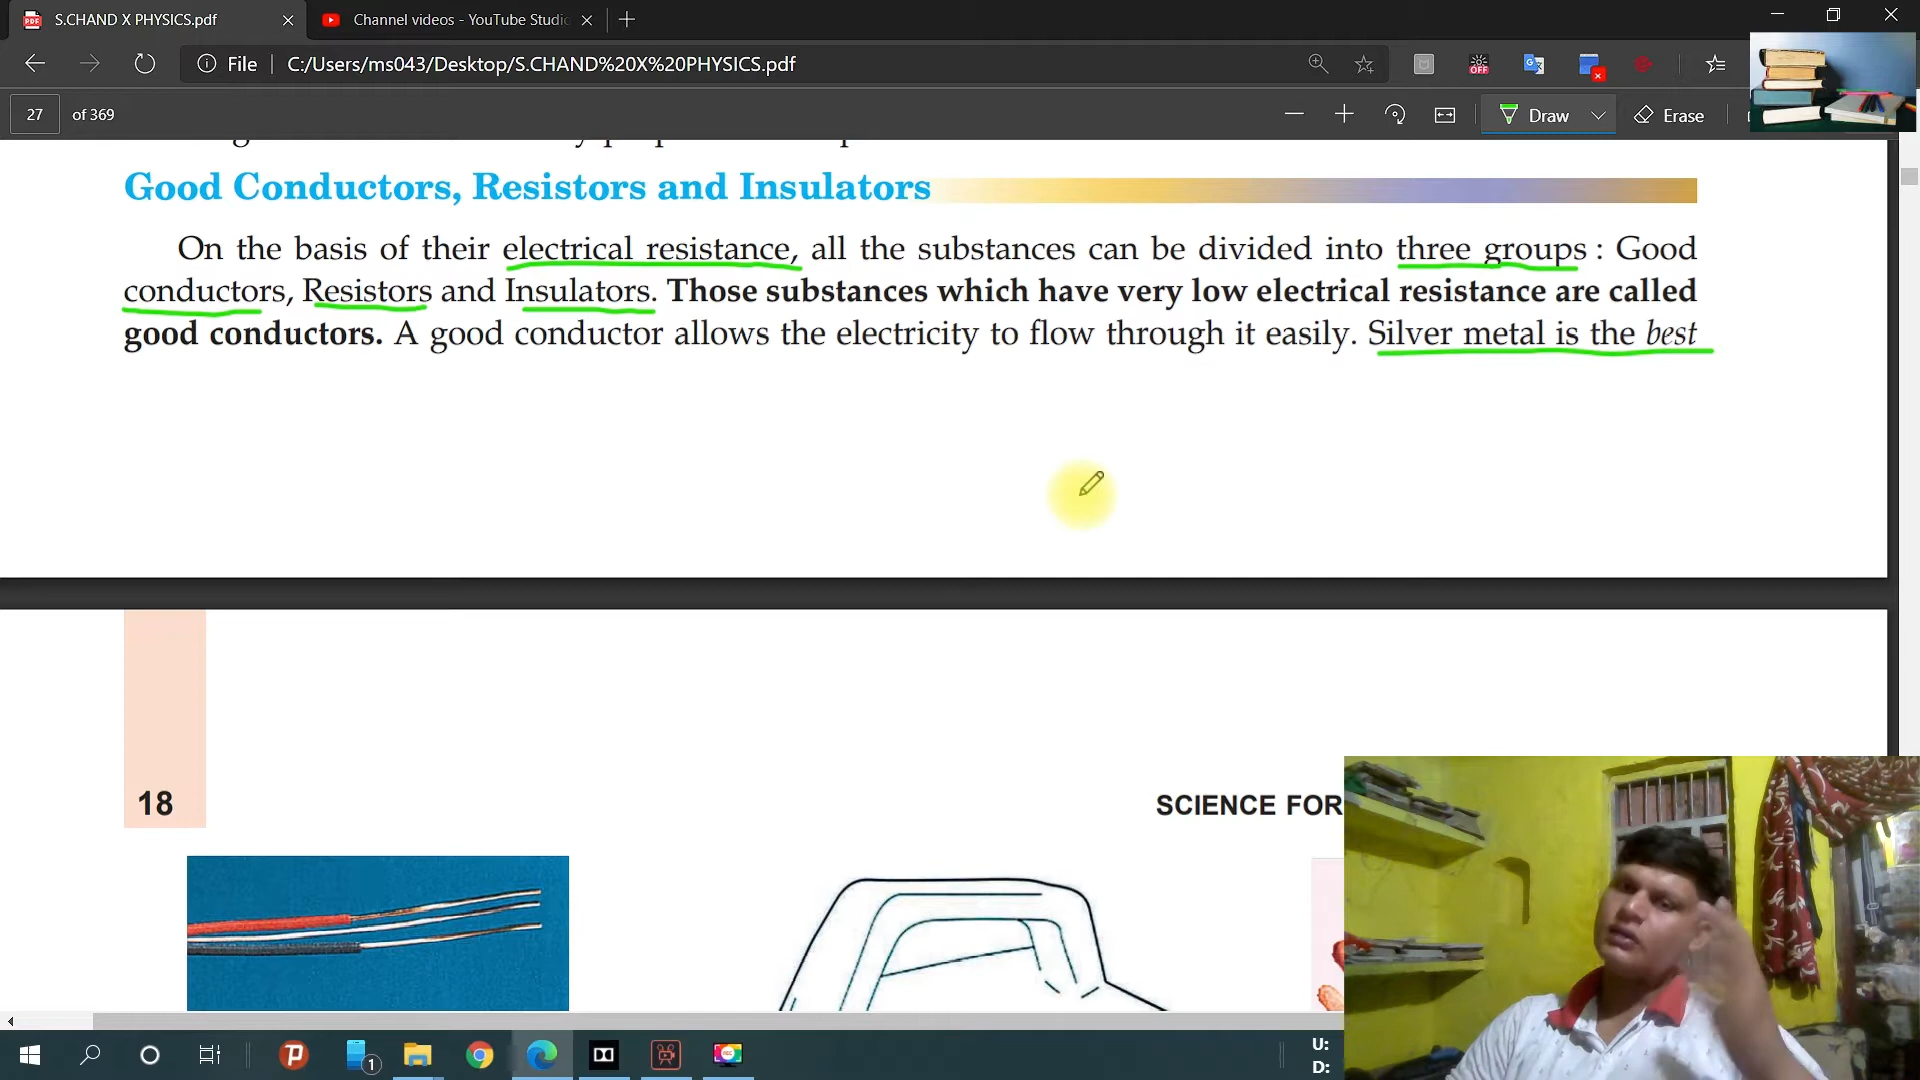 S.CHAND X PHYSICS.pdf
Channel videos - YouTube Studio
File
C:/Users/ms043/Desktop/S.CHAND%20X%20PHYSICS.pdf
OFF
27 of 369
Draw
Erase
Good Conductors, Resistors and Insulators
On the basis of their electrical resistance, all the substances can be divided into three groups : Good
conductors, Resistors and Insulators. Those substances which have very low electrical resistance are called
good conductors. A good conductor allows the electricity to flow through it easily. Silver metal is the best
18
SCIENCE FOR
1
U:
D: